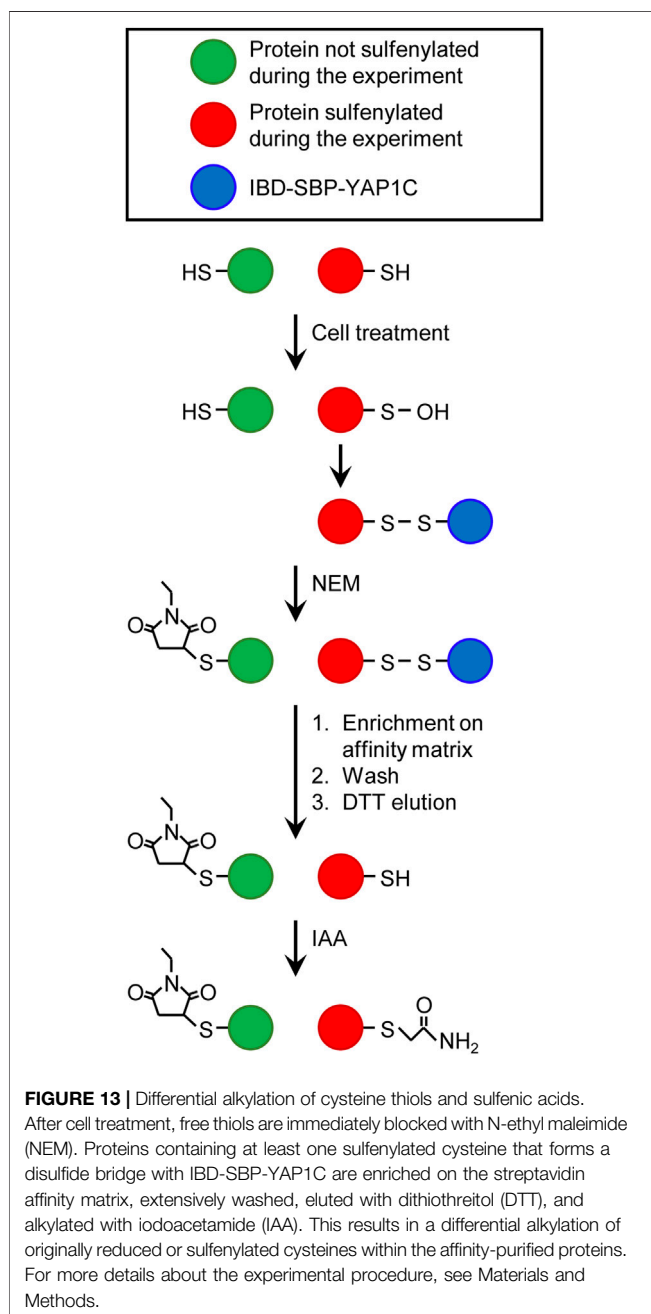 Protein not sulfenylated
during the experiment
Protein sulfenylated
during the experiment
IBD-SBP-YAP1C
HS
SH
Cell treatment
HS
S
OH
S
S
NEM
N
O
O
S
S
S
1. Enrichment on
affinity matrix
2. Wash
3. DTT elution
N
O
O
S
SH
IAA
N
O
O
S
S
O
NH2
FIGURE 13 | Differential alkylation of cysteine thiols and sulfenic acids.
After cell treatment, free thiols are immediately blocked with N-ethyl maleimide
(NEM). Proteins containing at least one sulfenylated cysteine that forms a
disulfide bridge with IBD-SBP-YAP1C are enriched on the streptavidin
affinity matrix, extensively washed, eluted with dithiothreitol (DTT), and
alkylated with iodoacetamide (IAA). This results in a differential alkylation of
originally reduced or sulfenylated cysteines within the affinity-purified proteins.
For more details about the experimental procedure, see Materials and
Methods.